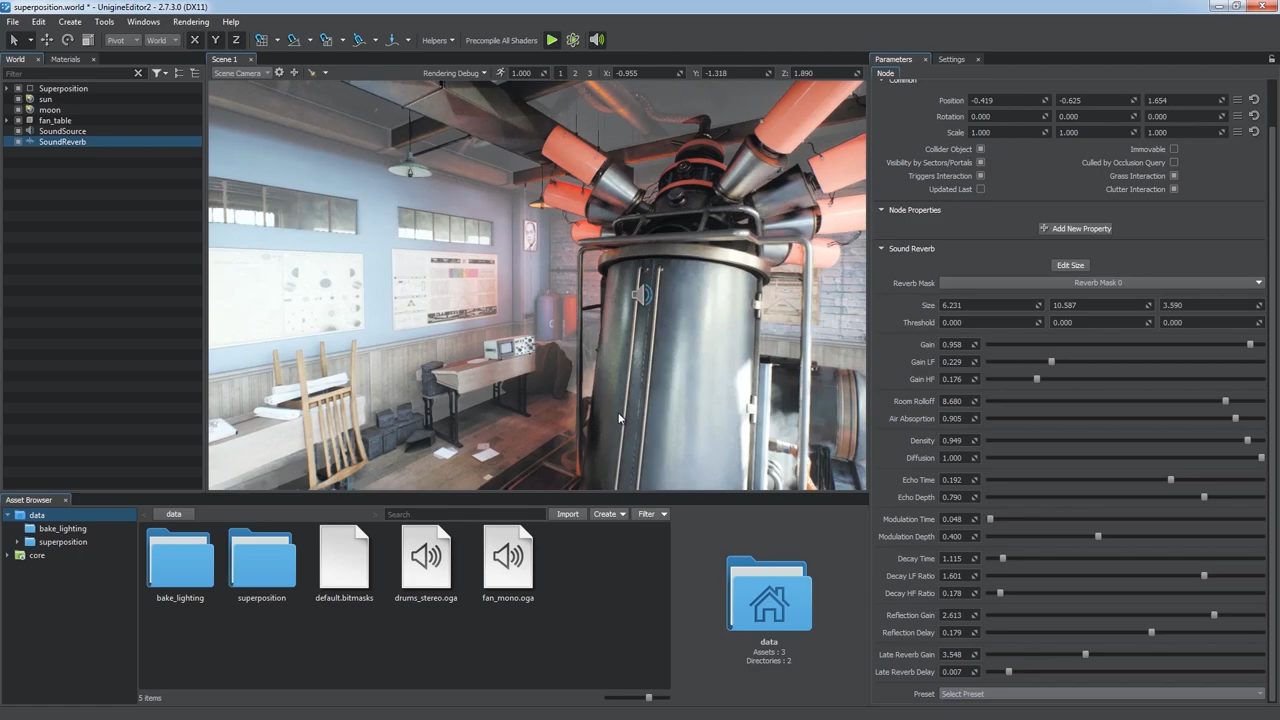 superposition.world * - UnigineEditor2 - 2.7.3.0 (DX11)
File Edit Create Tools Windows Rendering Help
Pivot World X Y Z Helpers Precompile All Shaders
World Materials
Filter
Superposition
sun
moon
fan_table
SoundSource
SoundReverb
Scene 1
Scene Camera Rendering Debug 1.000 1 2 3 X: -0.955 Y: -1.318 Z: 1.890
Parameters Settings
Node
Common
Position -0.419 -0.625 1.654
Rotation 0.000 0.000 0.000
Scale 1.000 1.000 1.000
Collider Object Immovable
Visibility by Sectors/Portals Culled by Occlusion Query
Triggers Interaction Grass Interaction
Updated Last Clutter Interaction
Node Properties
Add New Property
Sound Reverb
Edit Size
Reverb Mask Reverb Mask 0
Size 6.231 10.587 3.590
Threshold 0.000 0.000 0.000
Gain 0.958
Gain LF 0.229
Gain HF 0.176
Room Rolloff 8.680
Air Absoprtion 0.905
Density 0.949
Diffusion 1.000
Echo Time 0.192
Echo Depth 0.790
Modulation Time 0.048
Modulation Depth 0.400
Decay Time 1.115
Decay LF Ratio 1.601
Decay HF Ratio 0.178
Reflection Gain 2.613
Reflection Delay 0.179
Late Reverb Gain 3.548
Late Reverb Delay 0.007
Preset Select Preset
Asset Browser
data
bake_lighting
superposition
core
data Search Import Create Filter
bake_lighting superposition default.bitmasks drums_stereo.oga fan_mono.oga
5 items
data
Assets : 3
Directories : 2